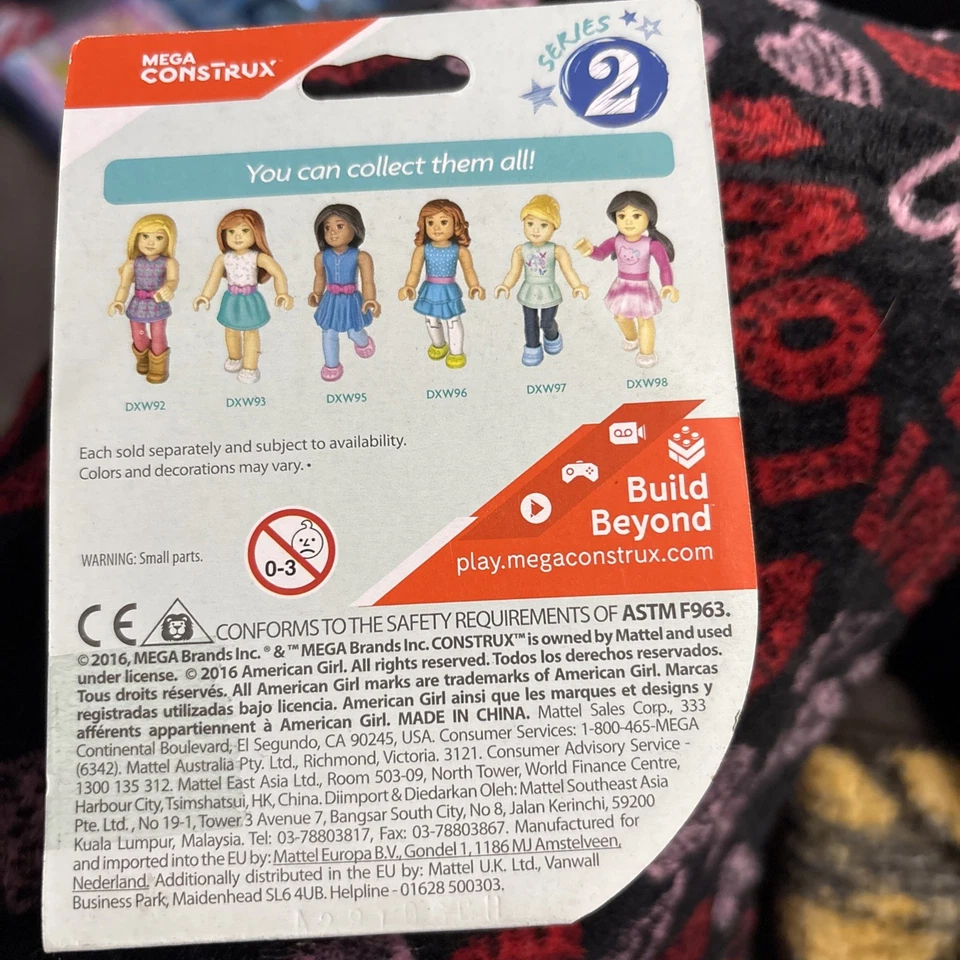 MEGA
CONSTRUX™
SERIES
2
You can collect them all!
DXW92 DXW93 DXW95 DXW96 DXW97 DXW98
Each sold separately and subject to availability.
Colors and decorations may vary. •
Build
Beyond™
play.megaconstrux.com
WARNING: Small parts.
0-3
CE CONFORMS TO THE SAFETY REQUIREMENTS OF ASTM F963.
© 2016, MEGA Brands Inc. ® & ™ MEGA Brands Inc. CONSTRUX™ is owned by Mattel and used
under license. © 2016 American Girl. All rights reserved. Todos los derechos reservados.
Tous droits réservés. All American Girl marks are trademarks of American Girl. Marcas
registradas utilizadas bajo licencia. American Girl ainsi que les marques et designs y
afférents appartiennent à American Girl. MADE IN CHINA. Mattel Sales Corp., 333
Continental Boulevard, El Segundo, CA 90245, USA. Consumer Services: 1-800-465-MEGA
(6342). Mattel Australia Pty. Ltd., Richmond, Victoria. 3121. Consumer Advisory Service -
1300 135 312. Mattel East Asia Ltd., Room 503-09, North Tower, World Finance Centre,
Harbour City, Tsimshatsui, HK, China. Diimport & Diedarkan Oleh: Mattel Southeast Asia
Pte. Ltd., No 19-1, Tower 3 Avenue 7, Bangsar South City, No 8, Jalan Kerinchi, 59200
Kuala Lumpur, Malaysia. Tel: 03-78803817, Fax: 03-78803867. Manufactured for
and imported into the EU by: Mattel Europa B.V., Gondel 1, 1186 MJ Amstelveen,
Nederland. Additionally distributed in the EU by: Mattel U.K. Ltd., Vanwall
Business Park, Maidenhead SL6 4UB. Helpline - 01628 500303.